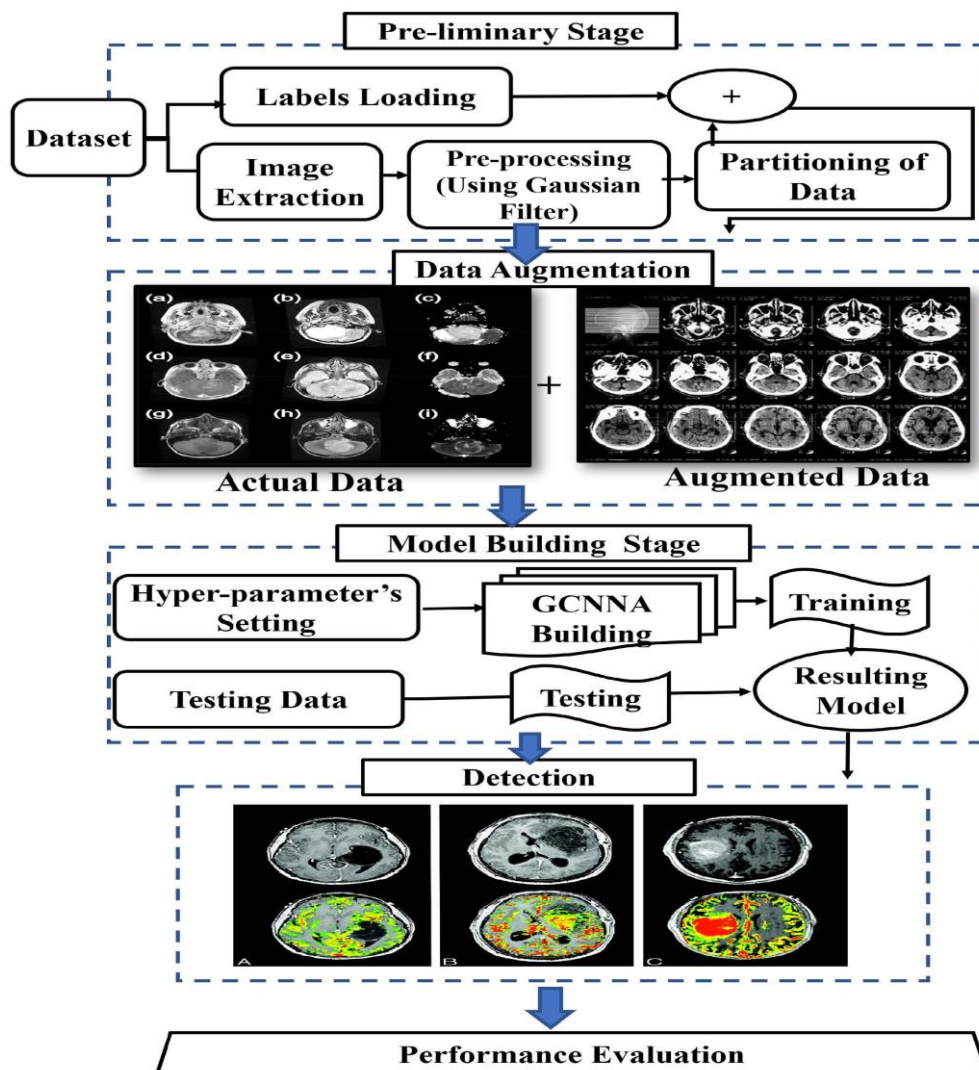 Pre-liminary Stage
Labels Loading
+
Dataset
Image
Extraction
Pre-processing
(Using Gaussian
Filter)
Partitioning of
Data
Data Augmentation
(a)
(b)
(c)
(d)
(e)
(f)
(g)
(h)
(i)
+
Actual Data
Augmented Data
Model Building Stage
Hyper-parameter's
Setting
GCNNA
Building
Training
Testing Data
Testing
Resulting
Model
Detection
A
B
C
Performance Evaluation